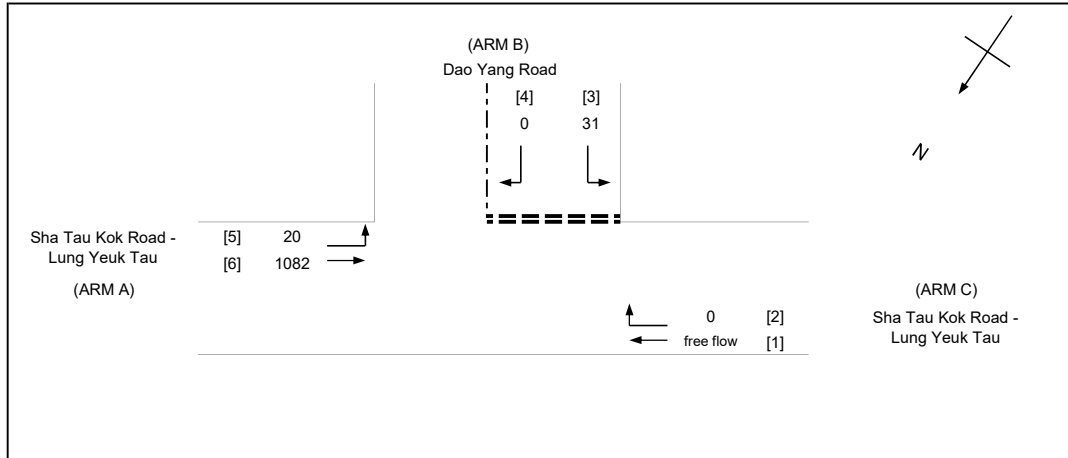 (ARM B)
Dao Yang Road
[4] [3]
0 31
N
Sha Tau Kok Road -
Lung Yeuk Tau
(ARM A)
[5] 20
[6] 1082
(ARM C)
Sha Tau Kok Road -
Lung Yeuk Tau
0 [2]
free flow [1]